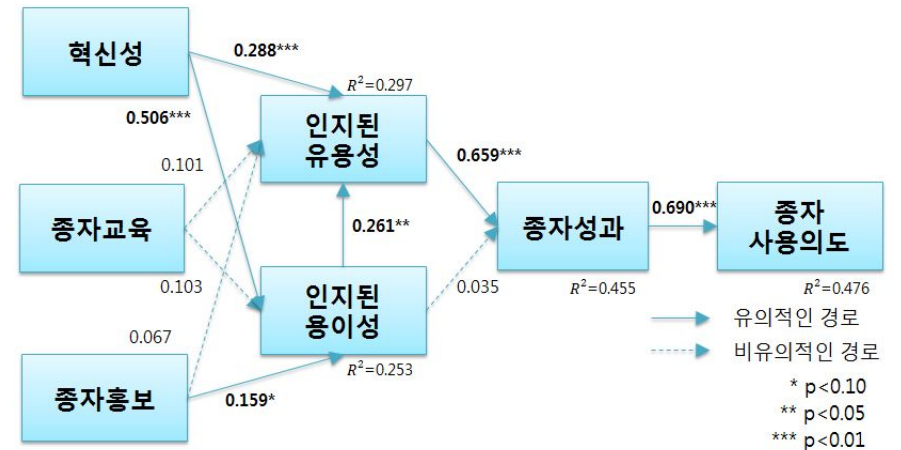 혁신성
0.288***
R²=0.297
0.506***
인지된
유용성
0.101
0.659***
종자교육
0.261**
종자성과
0.690***
종자
사용의도
0.103
인지된
용이성
0.035
R²=0.455
R²=0.476
0.067
유의적인 경로
비유의적인 경로
R²=0.253
종자홍보
0.159*
* p<0.10
** p<0.05
*** p<0.01